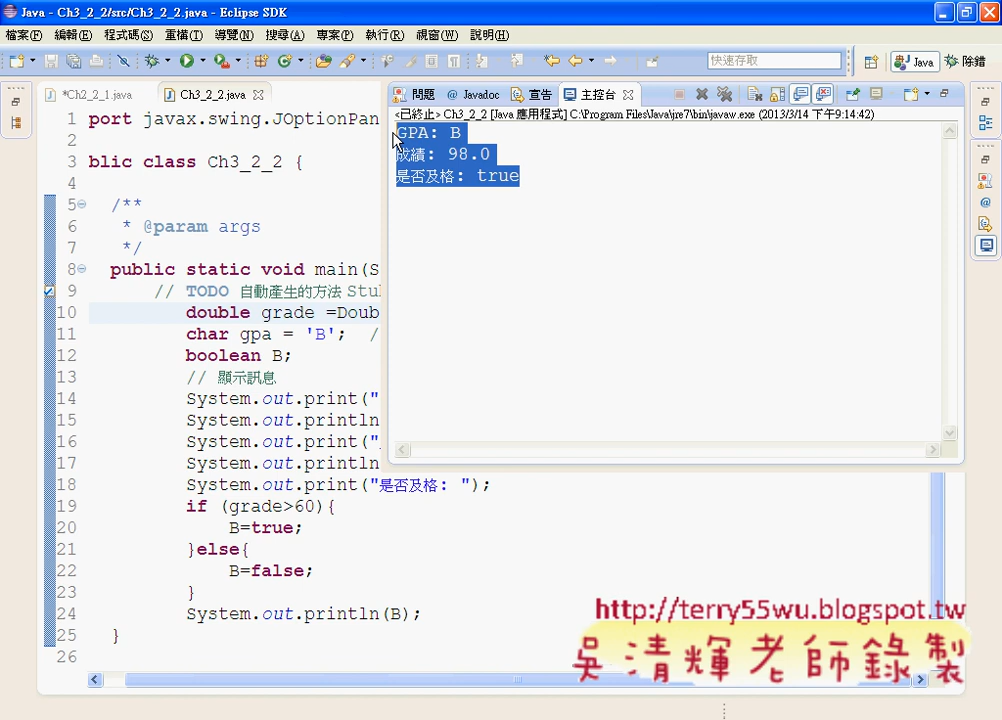 Java - Ch3_2_2/src/Ch3_2_2.java - Eclipse SDK
檔案(F) 編輯(E) 程式碼(S) 重構(T) 導覽(N) 搜尋(A) 專案(P) 執行(R) 視窗(W) 說明(H)
快速存取 Java 除錯
*Ch2_2_1.java Ch3_2_2.java 問題 @ Javadoc 宣告 主控台
<已終止> Ch3_2_2 [Java 應用程式] C:\Program Files\Java\jre7\bin\javaw.exe (2013/3/14 下午9:14:42)
GPA: B
成績: 98.0
是否及格: true
1 port javax.swing.JOptionPan
2
3 blic class Ch3_2_2 {
4
5 /**
6 * @param args
7 */
8 public static void main(S
9 // TODO 自動產生的方法 Stu
10 double grade =Doub
11 char gpa = 'B'; /
12 boolean B;
13 // 顯示訊息
14 System.out.print("
15 System.out.println
16 System.out.print("
17 System.out.println
18 System.out.print("是否及格: ");
19 if (grade>60){
20 B=true;
21 }else{
22 B=false;
23 }
24 System.out.println(B);
25 }
26
http://terry55wu.blogspot.tw
吳清輝老師錄製